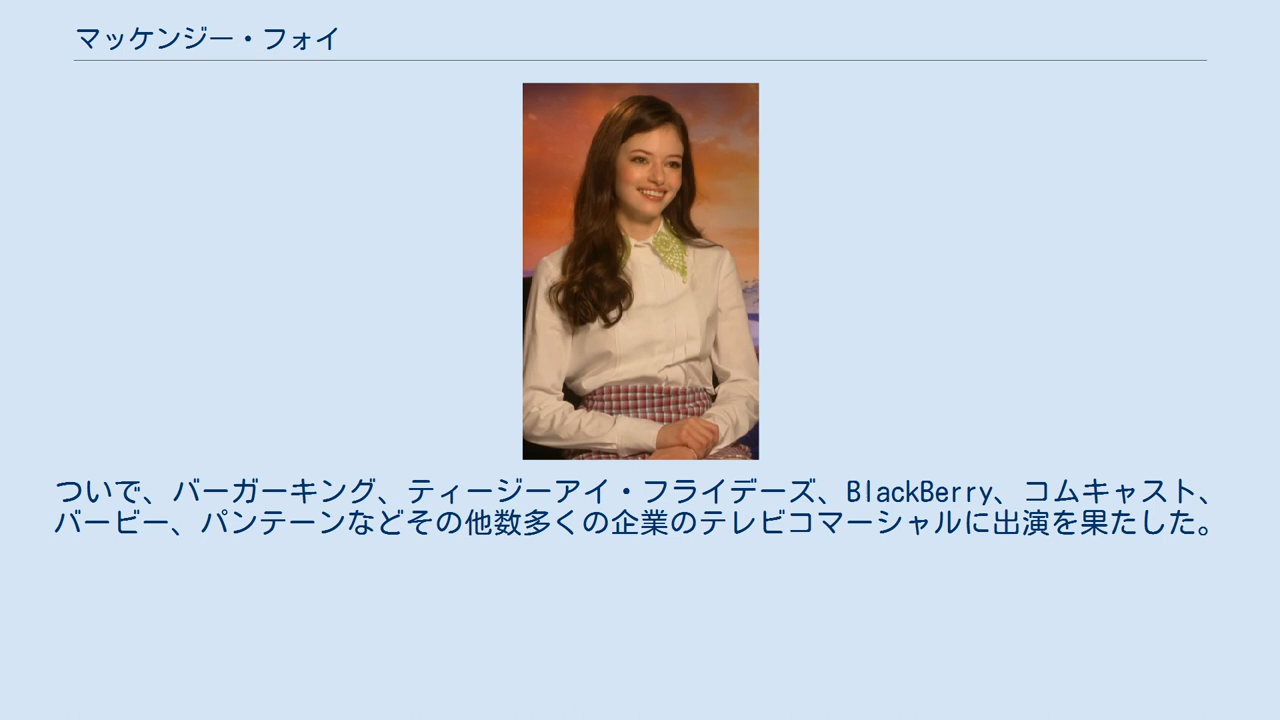 マッケンジー・フォイ
ついで、バーガーキング、ティージーアイ・フライデーズ、BlackBerry、コムキャスト、
バービー、パンテーンなどその他数多くの企業のテレビコマーシャルに出演を果たした。